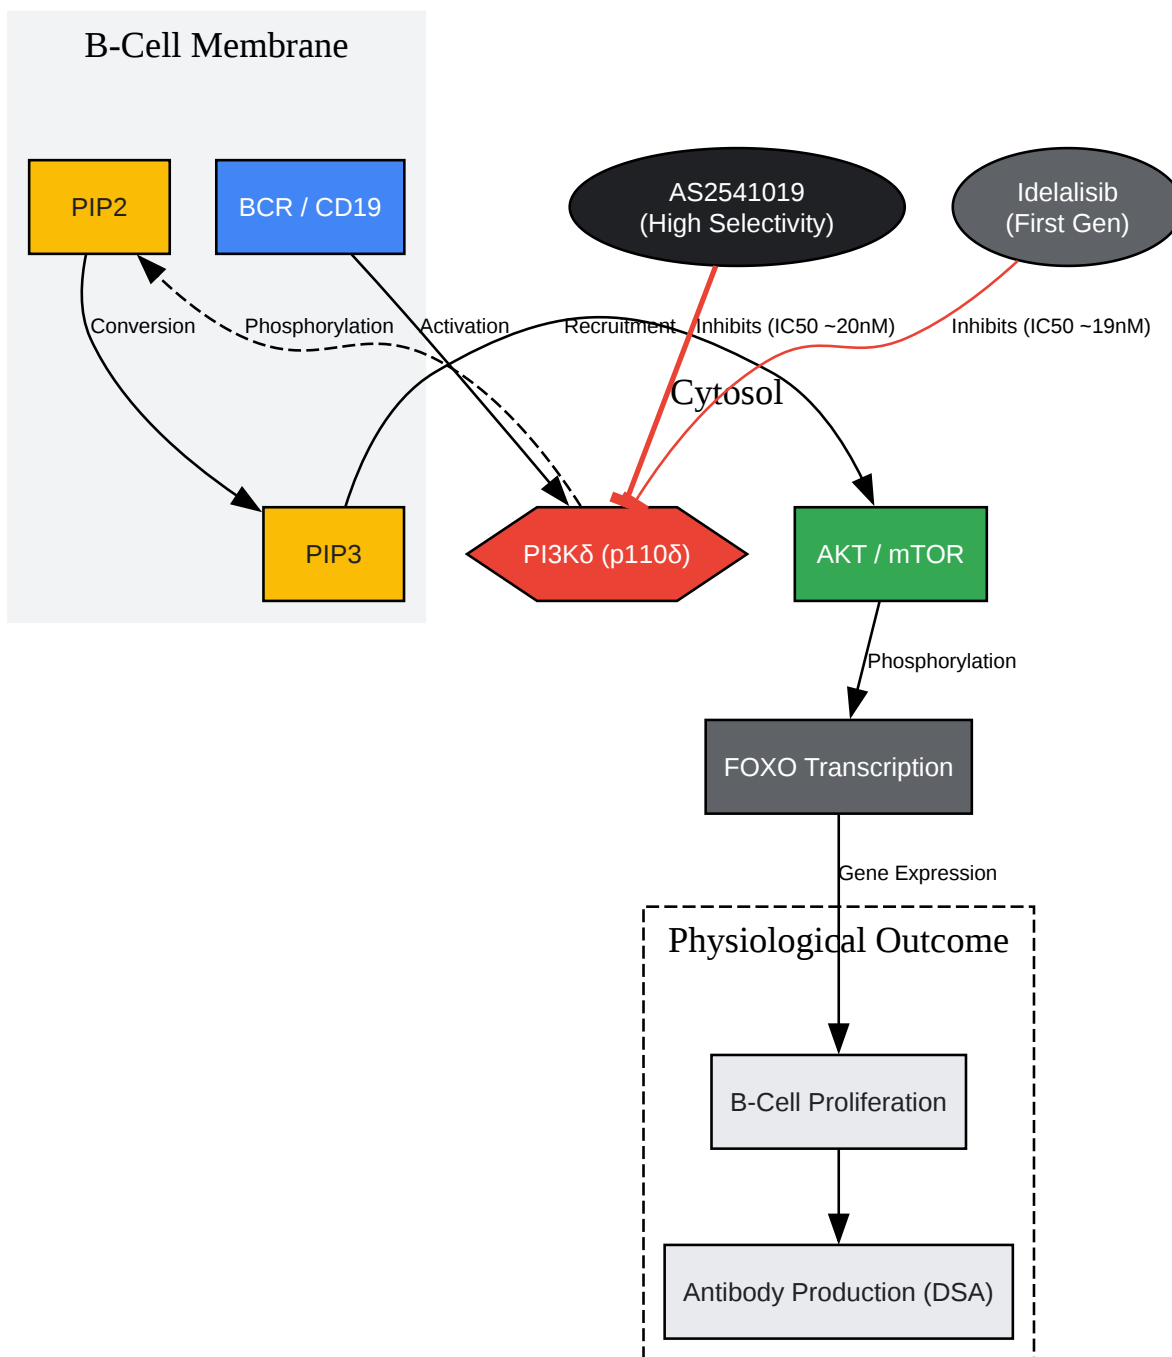 B-Cell Membrane
PIP2
BCR / CD19
AS2541019
(High Selectivity)
Idelalisib
(First Gen)
Conversion
Phosphorylation
Activation
Recruitment
Inhibits (IC50 ~20nM)
Inhibits (IC50 ~19nM)
Cytosol
PIP3
PI3Kδ (p110δ)
AKT / mTOR
Phosphorylation
FOXO Transcription
Gene Expression
Physiological Outcome
B-Cell Proliferation
Antibody Production (DSA)